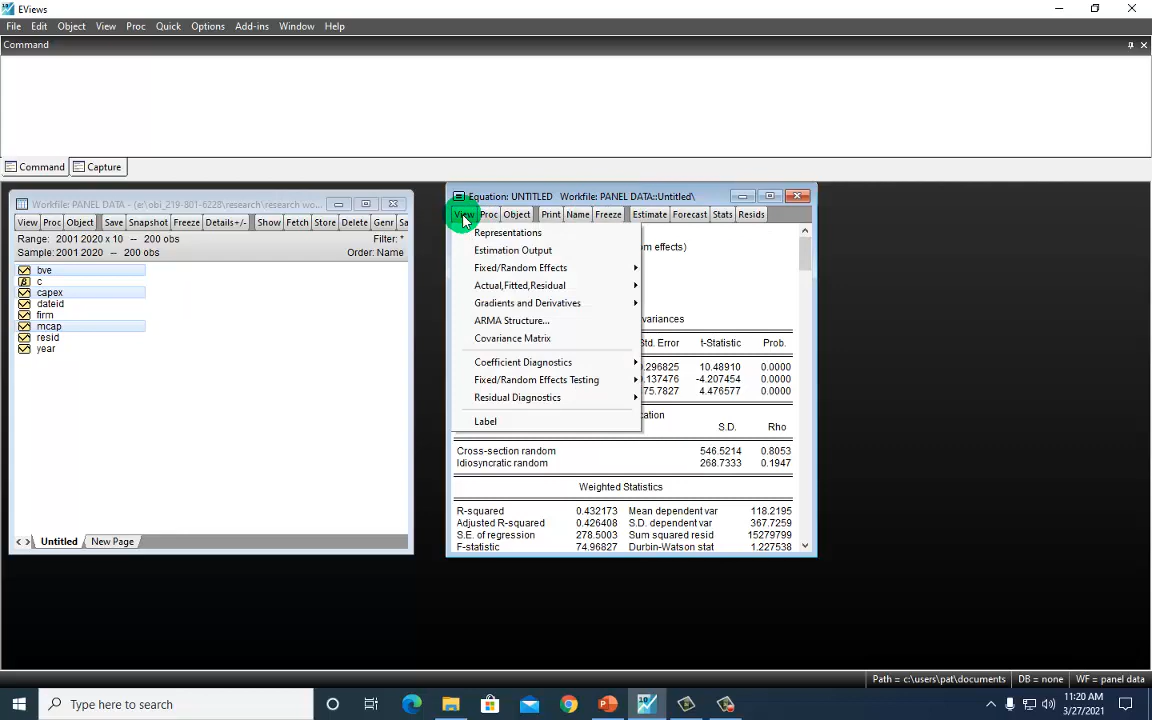 EViews
File Edit Object View Proc Quick Options Add-ins Window Help
Command
Command Capture
Workfile: PANEL DATA - (e:\obi_219-801-6228\research\research wo...
View Proc Object Save Snapshot Freeze Details+/- Show Fetch Store Delete Genr Sa
Range: 2001 2020 x 10 -- 200 obs Filter: *
Sample: 2001 2020 -- 200 obs Order: Name
bve
c
capex
dateid
firm
mcap
resid
year
Untitled New Page
Equation: UNTITLED Workfile: PANEL DATA::Untitled\
View Proc Object Print Name Freeze Estimate Forecast Stats Resids
Representations
Estimation Output
Fixed/Random Effects
Actual,Fitted,Residual
Gradients and Derivatives
ARMA Structure...
Covariance Matrix
Coefficient Diagnostics
Fixed/Random Effects Testing
Residual Diagnostics
Label
om effects)
variances
Std. Error t-Statistic Prob.
.296825 10.48910 0.0000
.137476 -4.207454 0.0000
75.7827 4.476577 0.0000
ation
S.D. Rho
Cross-section random 546.5214 0.8053
Idiosyncratic random 268.7333 0.1947
Weighted Statistics
R-squared 0.432173 Mean dependent var 118.2195
Adjusted R-squared 0.426408 S.D. dependent var 367.7259
S.E. of regression 278.5003 Sum squared resid 15279799
F-statistic 74.96827 Durbin-Watson stat 1.227538
Path = c:\users\pat\documents DB = none WF = panel data
Type here to search
11:20 AM
3/27/2021